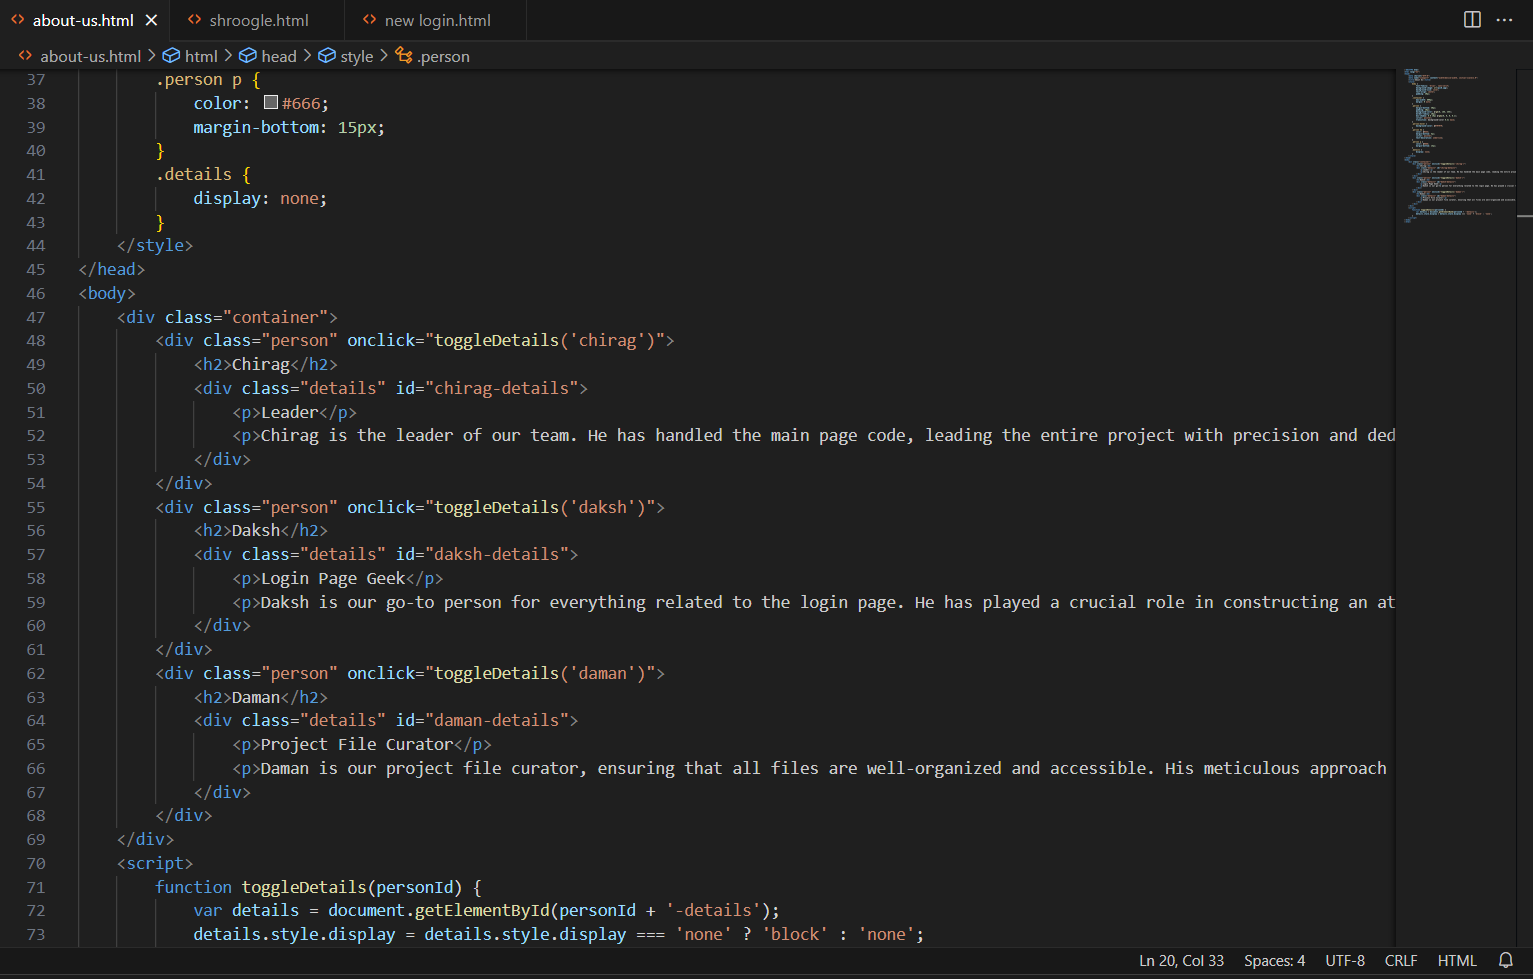 about-us.html
shroogle.html
new login.html
about-us.html > html > head > style > .person
37 .person p {
38 color: #666;
39 margin-bottom: 15px;
40 }
41 .details {
42 display: none;
43 }
44 </style>
45 </head>
46 <body>
47 <div class="container">
48 <div class="person" onclick="toggleDetails('chirag')">
49 <h2>Chirag</h2>
50 <div class="details" id="chirag-details">
51 <p>Leader</p>
52 <p>Chirag is the leader of our team. He has handled the main page code, leading the entire project with precision and ded
53 </div>
54 </div>
55 <div class="person" onclick="toggleDetails('daksh')">
56 <h2>Daksh</h2>
57 <div class="details" id="daksh-details">
58 <p>Login Page Geek</p>
59 <p>Daksh is our go-to person for everything related to the login page. He has played a crucial role in constructing an at
60 </div>
61 </div>
62 <div class="person" onclick="toggleDetails('daman')">
63 <h2>Daman</h2>
64 <div class="details" id="daman-details">
65 <p>Project File Curator</p>
66 <p>Daman is our project file curator, ensuring that all files are well-organized and accessible. His meticulous approach
67 </div>
68 </div>
69 </div>
70 <script>
71 function toggleDetails(personId) {
72 var details = document.getElementById(personId + '-details');
73 details.style.display = details.style.display === 'none' ? 'block' : 'none';
Ln 20, Col 33 Spaces: 4 UTF-8 CRLF HTML